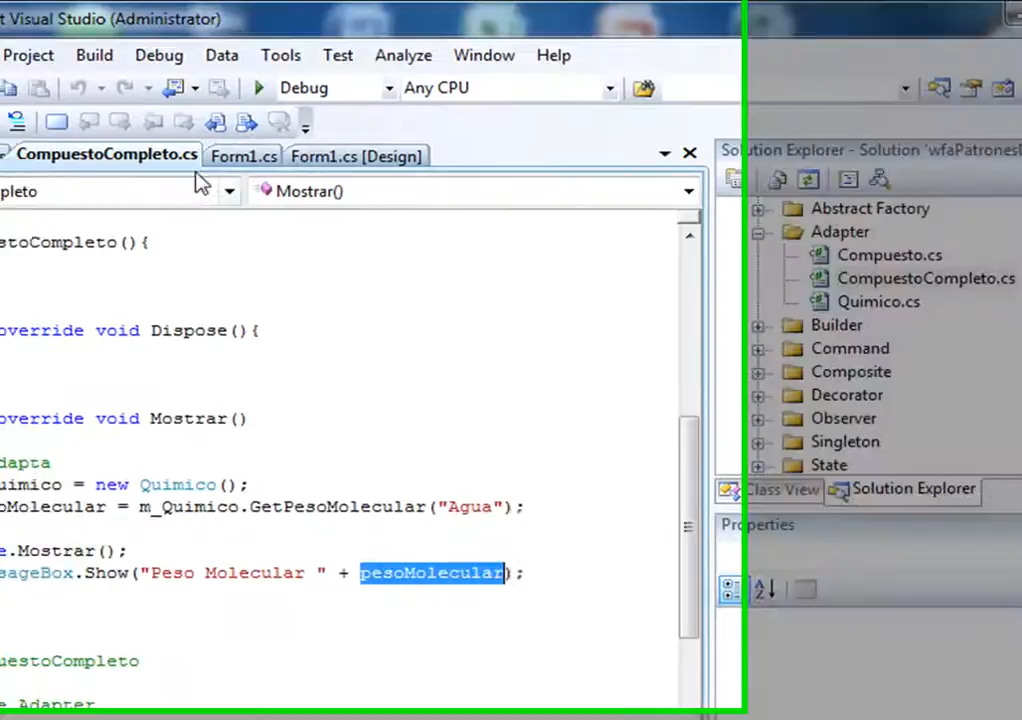 t Visual Studio (Administrator)
Project Build Debug Data Tools Test Project Analyze Window Help
Debug Any CPU
CompuestoCompleto.cs Form1.cs Form1.cs [Design]
Solution Explorer - Solution 'wfaPatronesD
pleto Mostrar()
Abstract Factory
Adapter
Compuesto.cs
CompuestoCompleto.cs
Quimico.cs
Builder
Command
Composite
Decorator
Observer
Singleton
State
stoCompleto(){
override void Dispose(){
override void Mostrar()
dapta
uimico = new Quimico();
oMolecular = m_Quimico.GetPesoMolecular("Agua");
e.Mostrar();
sageBox.Show("Peso Molecular " + pesoMolecular);
uestoCompleto
e Adapter
Class View Solution Explorer
Properties